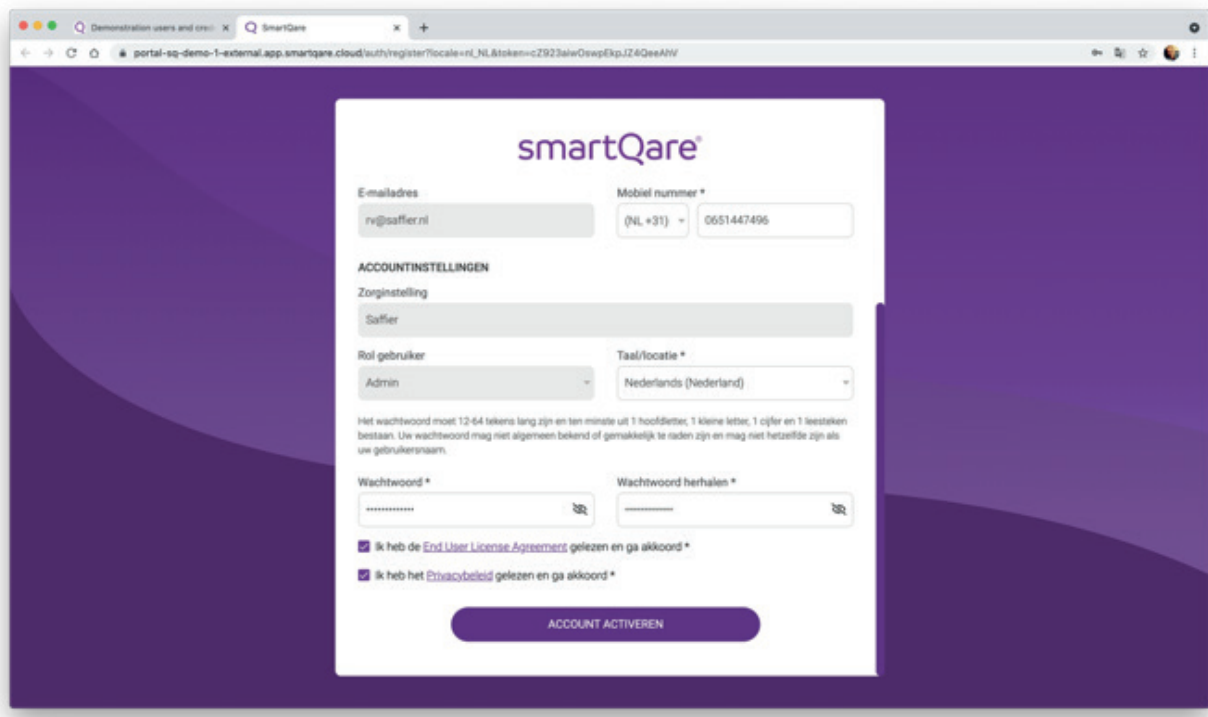 Demonstration users and cred
SmartQare
portal-sq-demo-1-external.app.smartqare.cloud/auth/register?locale=nl_NL&token=
smartQare®
E-mailadres
Mobiel nummer *
rv@saffier.nl
(NL +31)
0651447496
ACCOUNTINSTELLINGEN
Zorginstelling
Saffier
Rol gebruiker
Taal/locatie *
Admin
Nederlands (Nederland)
Het wachtwoord moet 12-64 tekens lang zijn en ten minste uit 1 hoofdletter, 1 kleine letter, 1 cijfer en 1 leesteken
bestaan. Uw wachtwoord mag niet algemeen bekend of gemakkelijk te raden zijn en mag niet hetzelfde zijn als
uw gebruikersnaam.
Wachtwoord *
Wachtwoord herhalen *
Ik heb de End User License Agreement gelezen en ga akkoord *
Ik heb het Privacybeleid gelezen en ga akkoord *
ACCOUNT ACTIVEREN